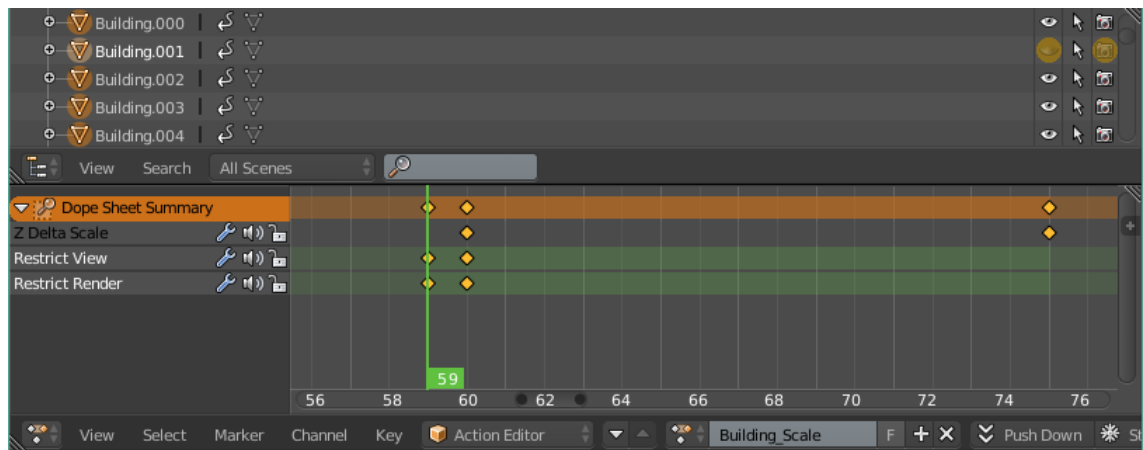 Building.000
Building.001
Building.002
Building.003
Building.004
View Search All Scenes
Dope Sheet Summary
Z Delta Scale
Restrict View
Restrict Render
59
56 58 60 62 64 66 68 70 72 74 76
View Select Marker Channel Key Action Editor Building_Scale F Push Down